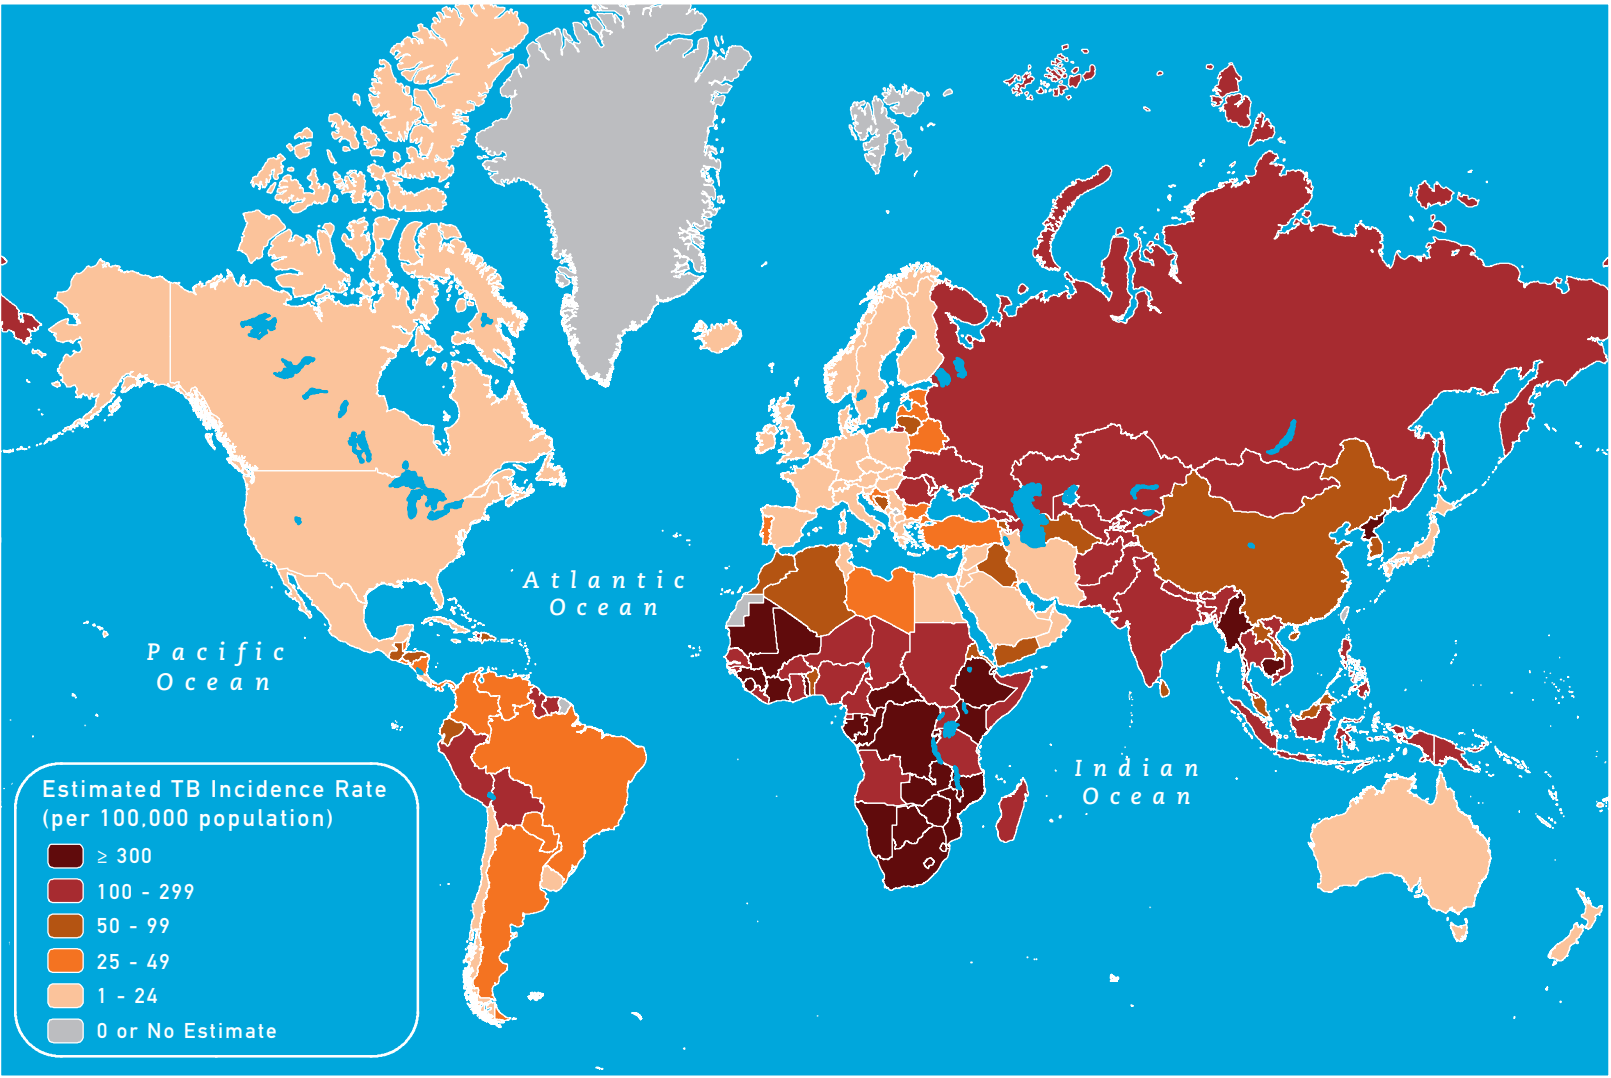 Atlantic
Ocean
Pacific
Ocean
Indian
Ocean
Estimated TB Incidence Rate
(per 100,000 population)
≥ 300
100 - 299
50 - 99
25 - 49
1 - 24
0 or No Estimate